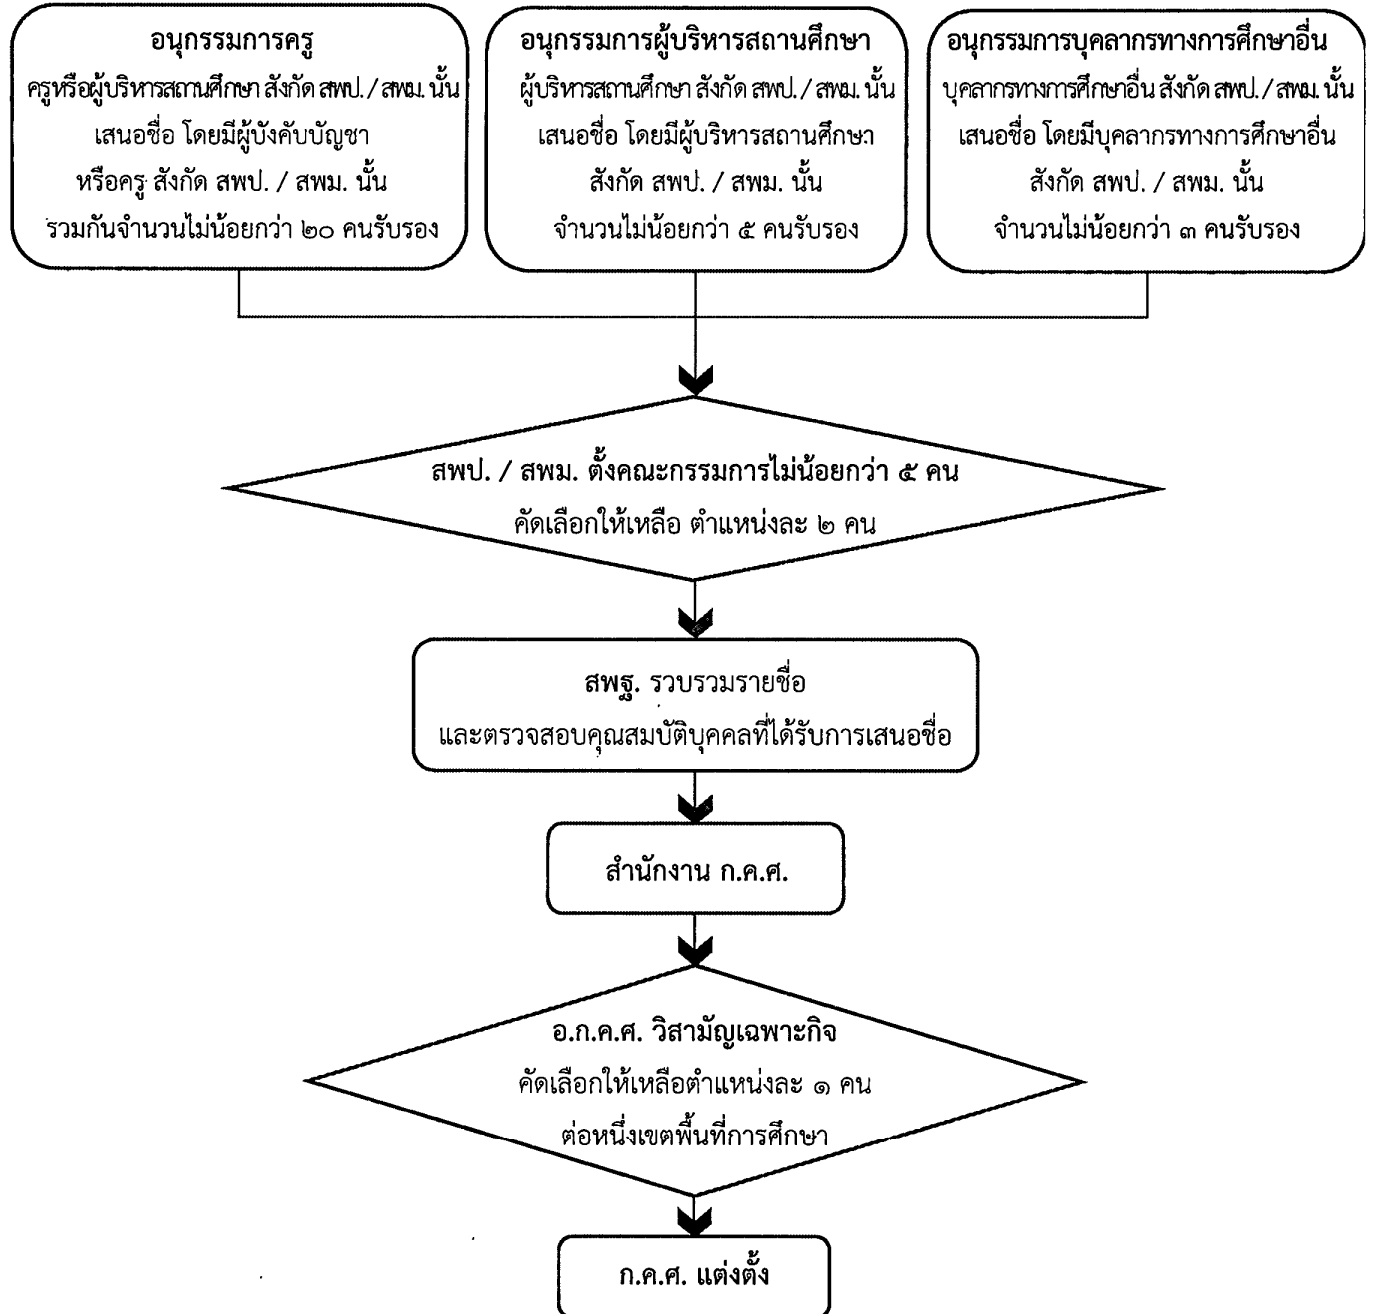 อนุกรรมการครู
ครูหรือผู้บริหารสถานศึกษา สังกัด สพป. / สพม. นั้น
เสนอชื่อ โดยมีผู้บังคับบัญชา
หรือครู สังกัด สพป. / สพม. นั้น
รวมกันจำนวนไม่น้อยกว่า ๒๐ คนรับรอง
อนุกรรมการผู้บริหารสถานศึกษา
ผู้บริหารสถานศึกษา สังกัด สพป. / สพม. นั้น
เสนอชื่อ โดยมีผู้บริหารสถานศึกษา
สังกัด สพป. / สพม. นั้น
จำนวนไม่น้อยกว่า ๕ คนรับรอง
อนุกรรมการบุคลากรทางการศึกษาอื่น
บุคลากรทางการศึกษาอื่น สังกัด สพป. / สพม. นั้น
เสนอชื่อ โดยมีบุคลากรทางการศึกษาอื่น
สังกัด สพป. / สพม. นั้น
จำนวนไม่น้อยกว่า ๓ คนรับรอง
สพป. / สพม. ตั้งคณะกรรมการไม่น้อยกว่า ๕ คน
คัดเลือกให้เหลือ ตำแหน่งละ ๒ คน
สพฐ. รวบรวมรายชื่อ
และตรวจสอบคุณสมบัติบุคคลที่ได้รับการเสนอชื่อ
สำนักงาน ก.ค.ศ.
อ.ก.ค.ศ. วิสามัญเฉพาะกิจ
คัดเลือกให้เหลือตำแหน่งละ ๑ คน
ต่อหนึ่งเขตพื้นที่การศึกษา
ก.ค.ศ. แต่งตั้ง